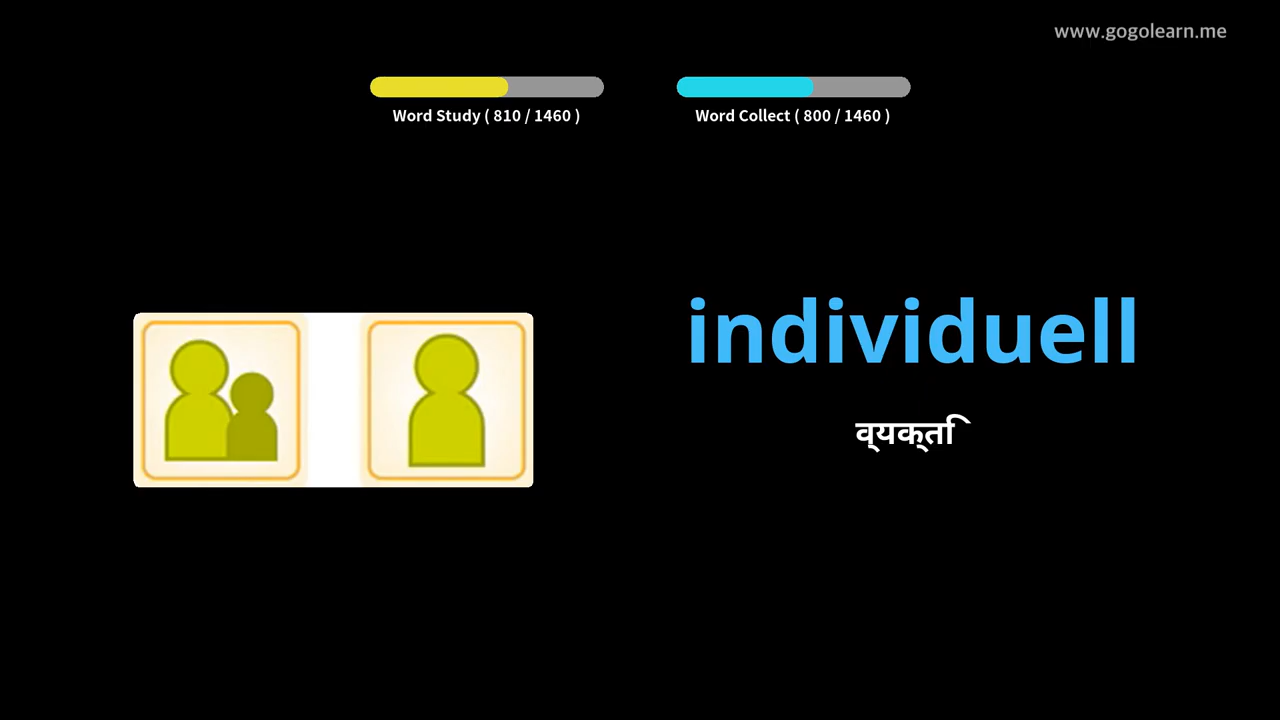 www.gogolearn.me
Word Study ( 810 / 1460 )
Word Collect ( 800 / 1460 )
individuell
व्यक्ति